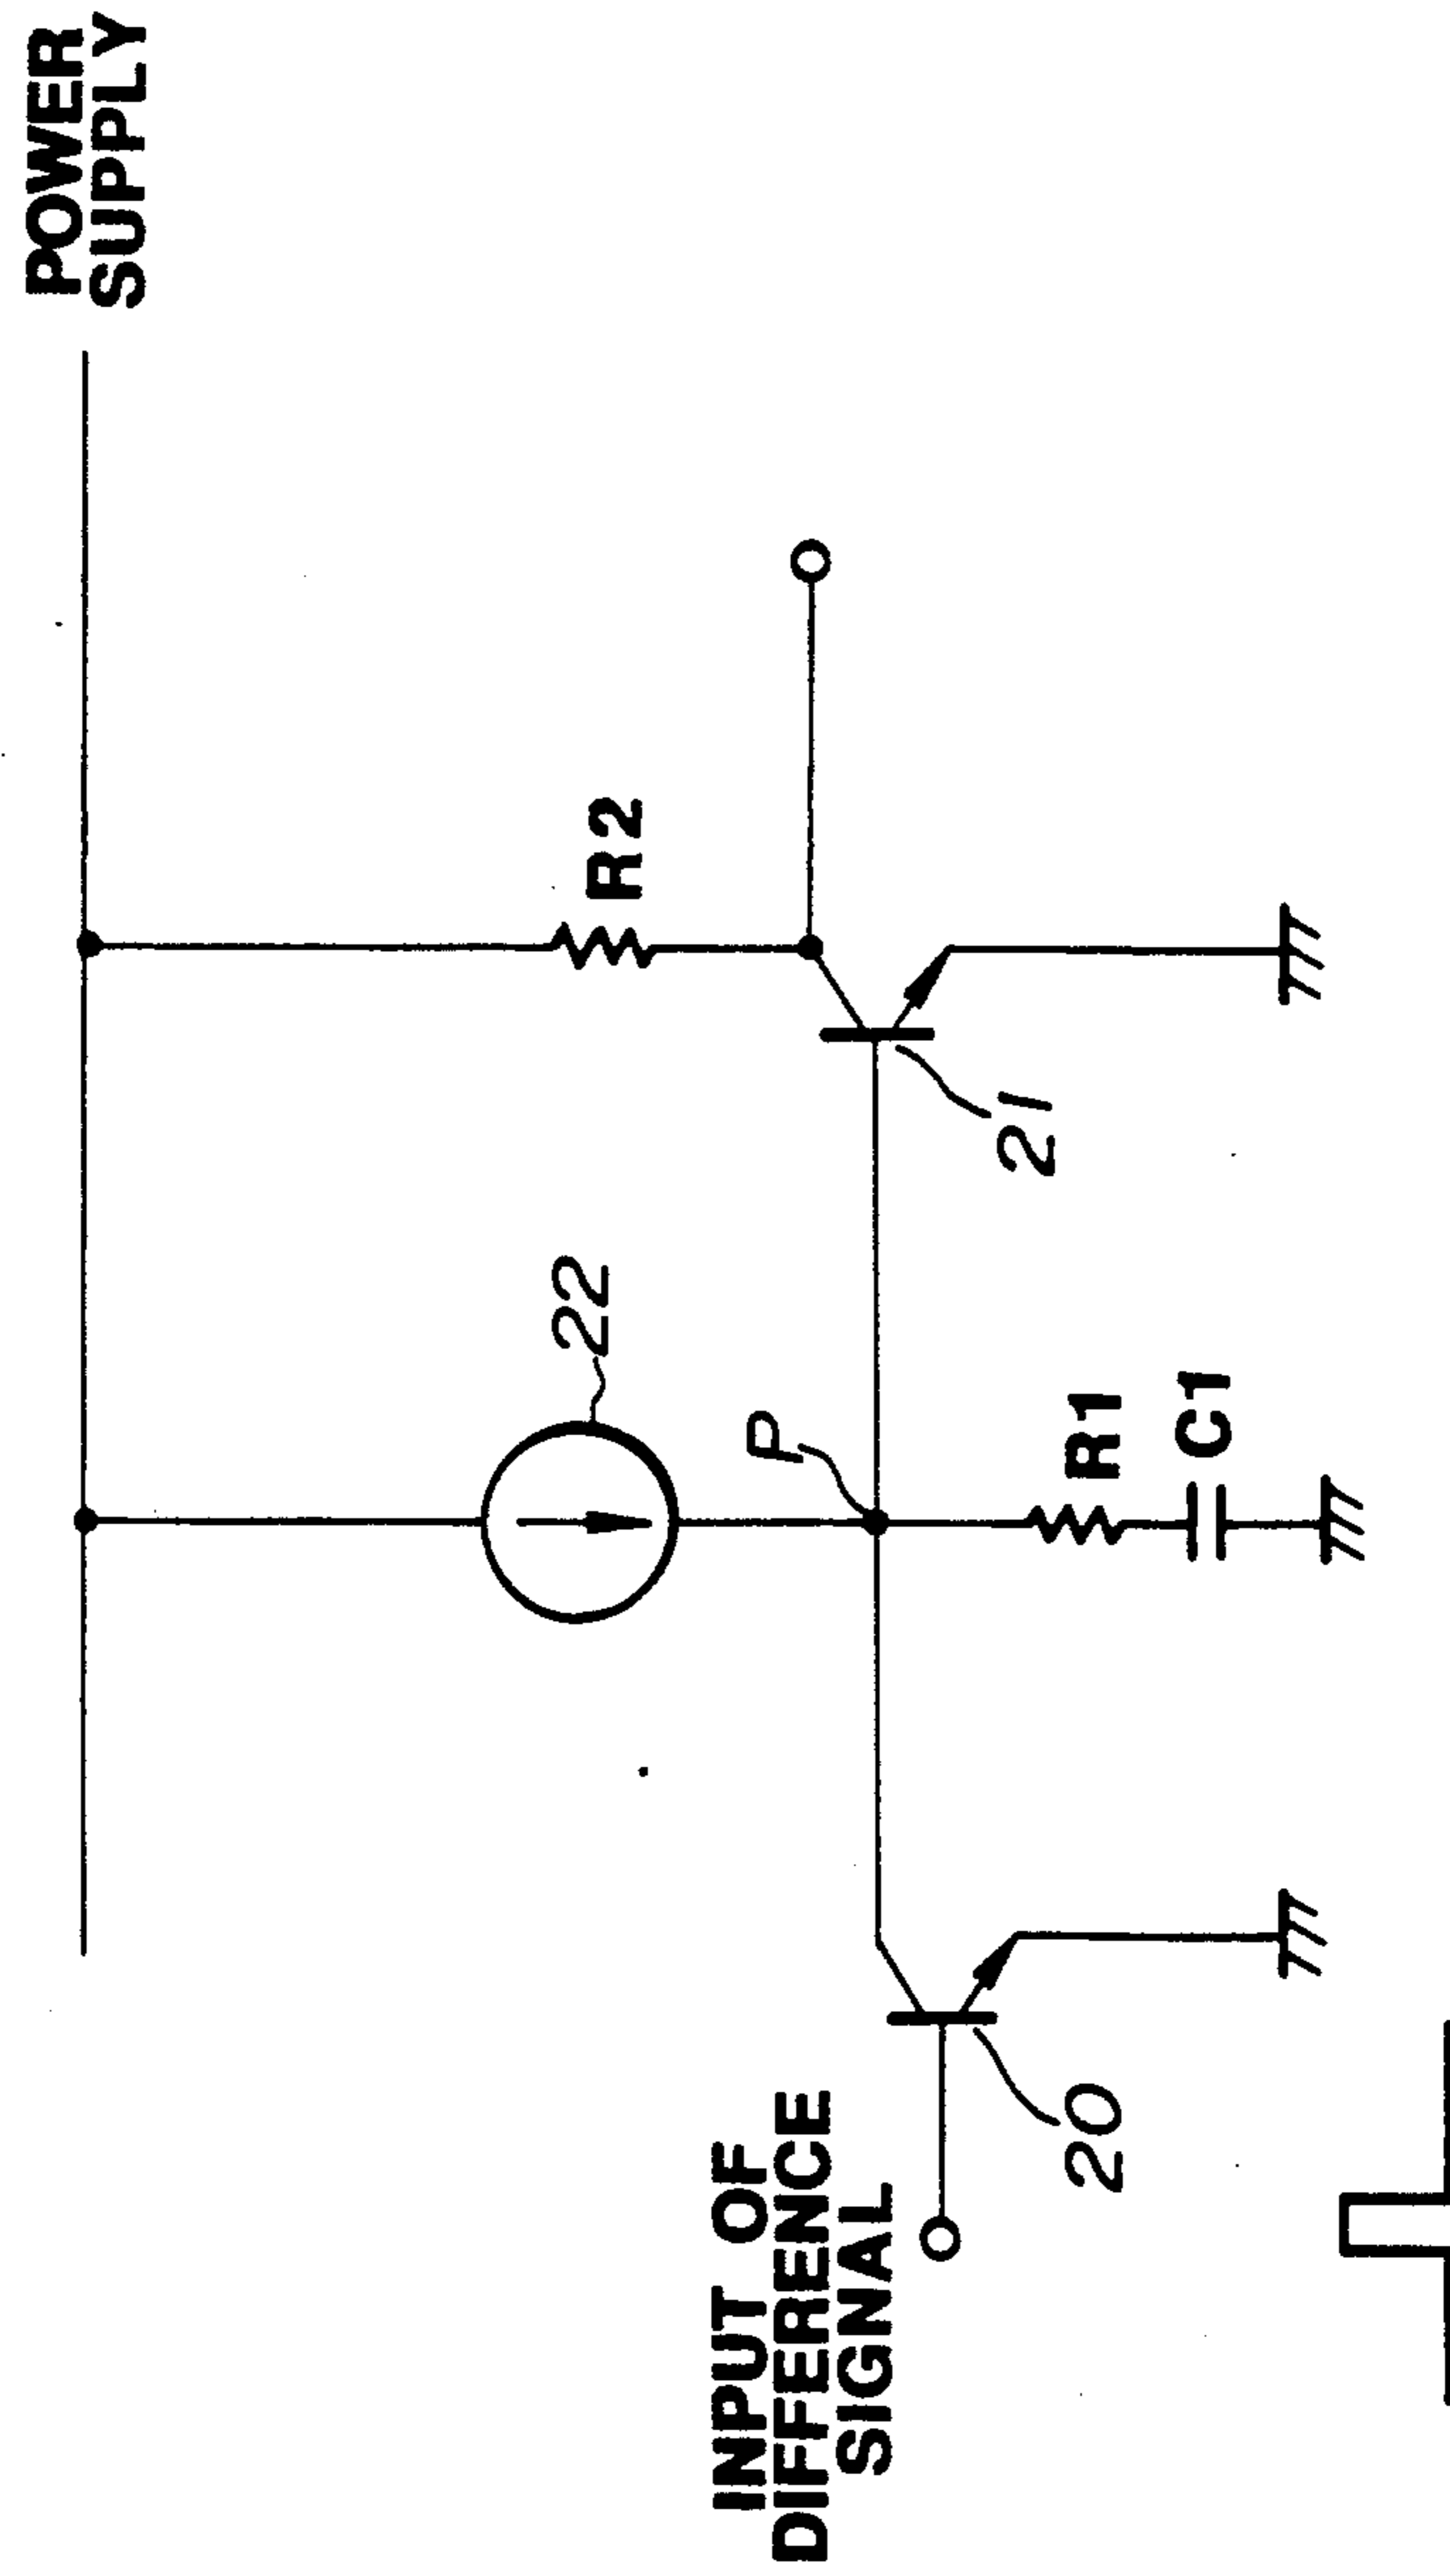 POWER
SUPPLY
22
R2
P
21
R1
C1
INPUT OF
DIFFERENCE
SIGNAL
20